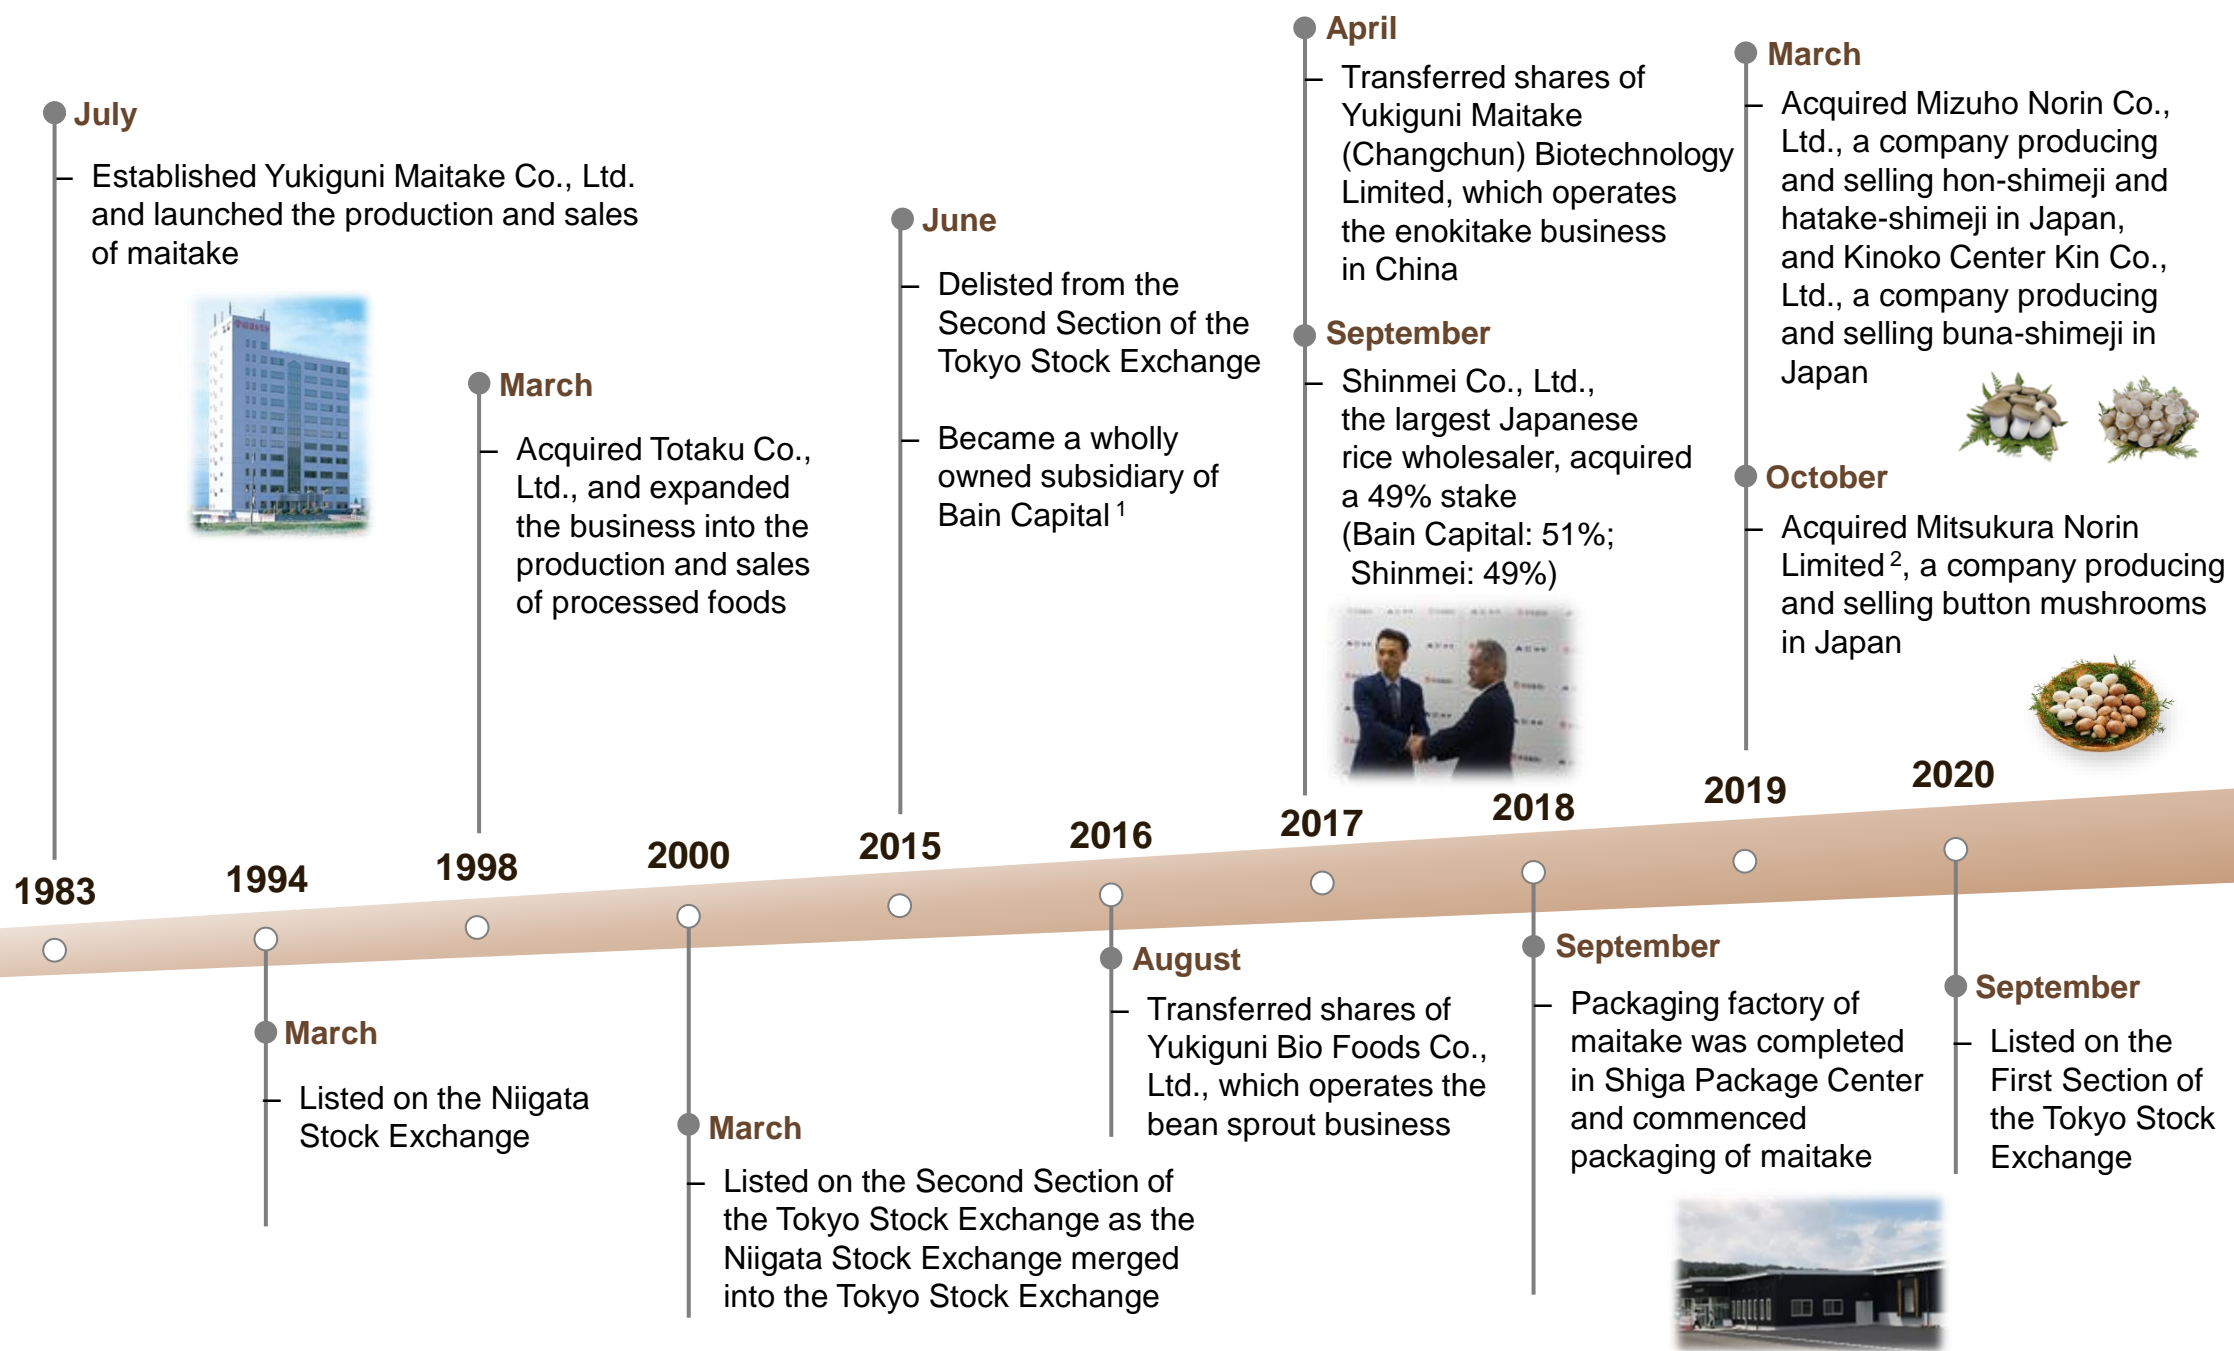 July
– Established Yukiguni Maitake Co., Ltd.
and launched the production and sales
of maitake
March
– Acquired Totaku Co.,
Ltd., and expanded
the business into the
production and sales
of processed foods
June
– Delisted from the
Second Section of the
Tokyo Stock Exchange
– Became a wholly
owned subsidiary of
Bain Capital 1
April
– Transferred shares of
Yukiguni Maitake
(Changchun) Biotechnology
Limited, which operates
the enokitake business
in China
September
– Shinmei Co., Ltd.,
the largest Japanese
rice wholesaler, acquired
a 49% stake
(Bain Capital: 51%;
Shinmei: 49%)
March
– Acquired Mizuho Norin Co.,
Ltd., a company producing
and selling hon-shimeji and
hatake-shimeji in Japan,
and Kinoko Center Kin Co.,
Ltd., a company producing
and selling buna-shimeji in
Japan
October
– Acquired Mitsukura Norin
Limited 2, a company producing
and selling button mushrooms
in Japan
1983
1994
1998
2000
2015
2016
2017
2018
2019
2020
March
– Listed on the Niigata
Stock Exchange
March
– Listed on the Second Section of
the Tokyo Stock Exchange as the
Niigata Stock Exchange merged
into the Tokyo Stock Exchange
August
– Transferred shares of
Yukiguni Bio Foods Co.,
Ltd., which operates the
bean sprout business
September
– Packaging factory of
maitake was completed
in Shiga Package Center
and commenced
packaging of maitake
September
– Listed on the
First Section of
the Tokyo Stock
Exchange